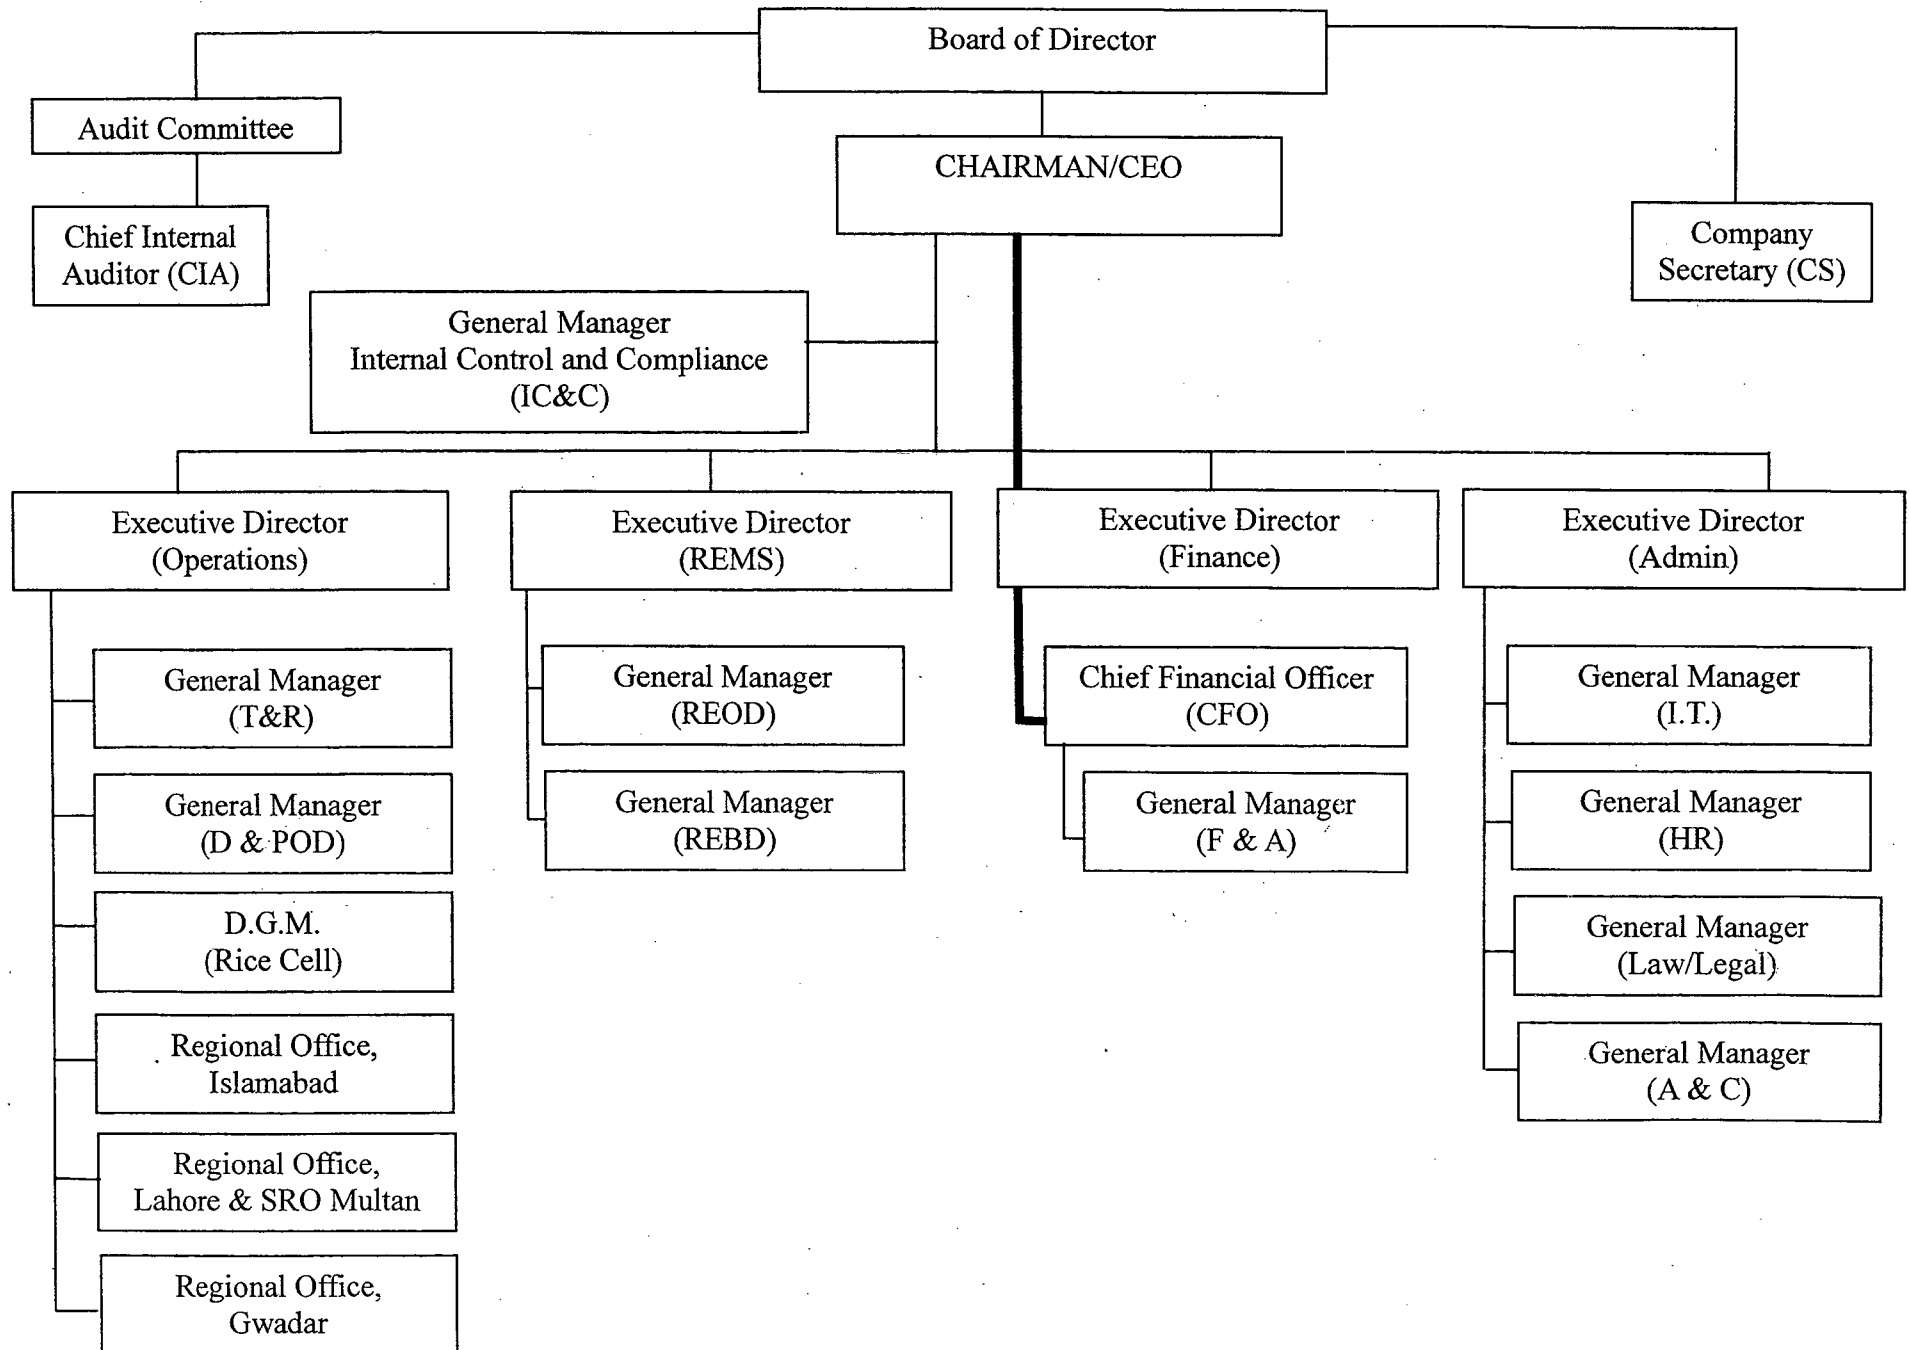 Board of Director
Audit Committee
CHAIRMAN/CEO
Chief Internal
Auditor (CIA)
Company
Secretary (CS)
General Manager
Internal Control and Compliance
(IC&C)
Executive Director
(Operations)
Executive Director
(REMS)
Executive Director
(Finance)
Executive Director
(Admin)
General Manager
(T&R)
General Manager
(D & POD)
D.G.M.
(Rice Cell)
Regional Office,
Islamabad
Regional Office,
Lahore & SRO Multan
Regional Office,
Gwadar
General Manager
(REOD)
General Manager
(REBD)
Chief Financial Officer
(CFO)
General Manager
(F & A)
General Manager
(I.T.)
General Manager
(HR)
General Manager
(Law/Legal)
General Manager
(A & C)